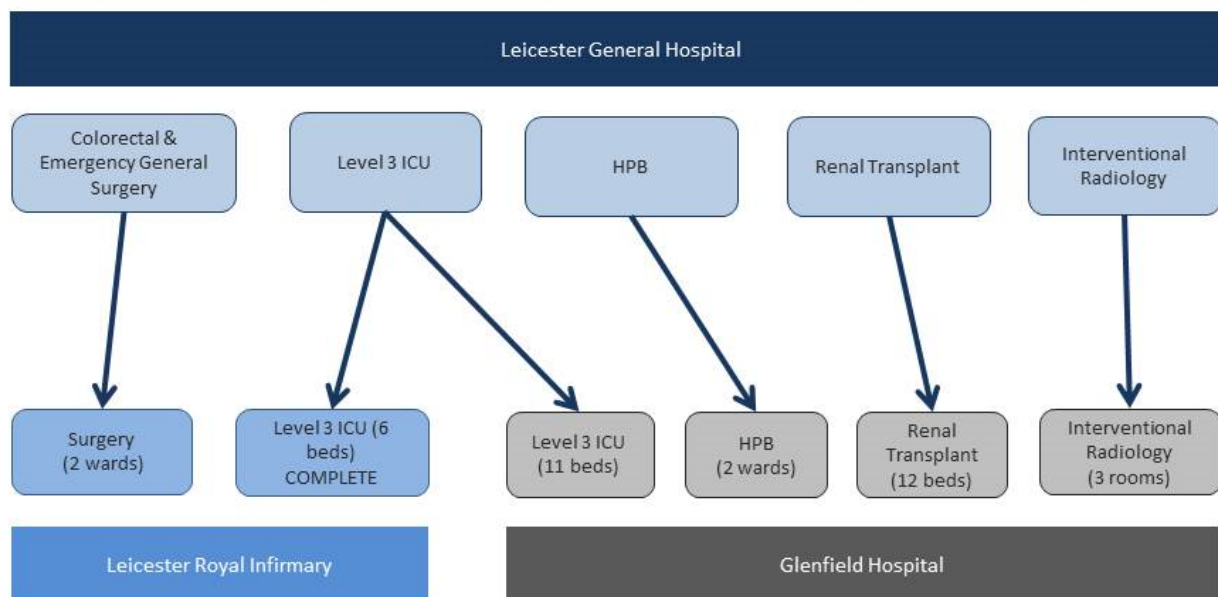 Leicester General Hospital
Colorectal &
Emergency General
Surgery
Level 3 ICU
HPB
Renal Transplant
Interventional
Radiology
Surgery
(2 wards)
Level 3 ICU (6
beds)
COMPLETE
Level 3 ICU
(11 beds)
HPB
(2 wards)
Renal
Transplant
(12 beds)
Interventional
Radiology
(3 rooms)
Leicester Royal Infirmary
Glenfield Hospital